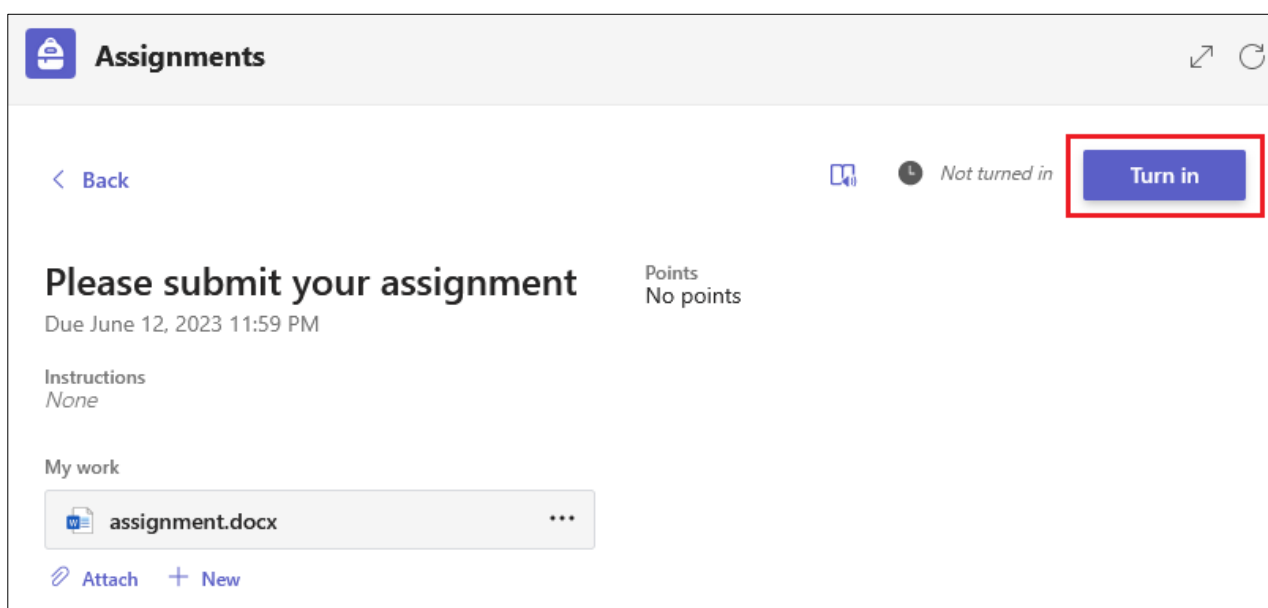 Assignments
Back
Not turned in
Turn in
Please submit your assignment
Due June 12, 2023 11:59 PM
Points
No points
Instructions
None
My work
assignment.docx
Attach
New